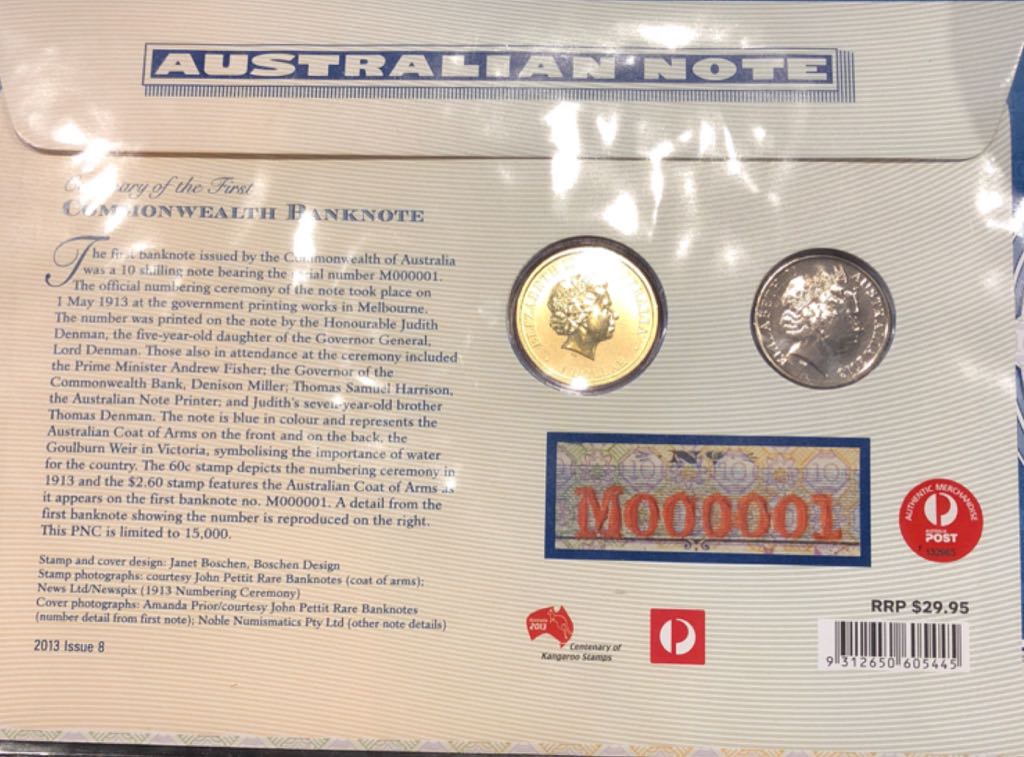 AUSTRALIAN NOTE
of the First
COMMONWEALTH BANKNOTE
The first banknote issued by the Commonwealth of Australia
was a 10 shilling note bearing the serial number M000001.
The official numbering ceremony of the note took place on
1 May 1913 at the government printing works in Melbourne.
The number was printed on the note by the Honourable Judith
Denman, the five-year-old daughter of the Governor General,
Lord Denman. Those also in attendance at the ceremony included
the Prime Minister Andrew Fisher; the Governor of the
Commonwealth Bank, Denison Miller; Thomas Samuel Harrison,
the Australian Note Printer; and Judith's seven-year-old brother
Thomas Denman. The note is blue in colour and represents the
Australian Coat of Arms on the front and on the back, the
Goulburn Weir in Victoria, symbolising the importance of water
for the country. The 60c stamp depicts the numbering ceremony in
1913 and the $2.60 stamp features the Australian Coat of Arms as
it appears on the first banknote no. M000001. A detail from the
first banknote showing the number is reproduced on the right.
This PNC is limited to 15,000.
Stamp and cover design: Janet Boschen, Boschen Design
Stamp photographs: courtesy John Pettit Rare Banknotes (coat of arms);
News Ltd/Newspix (1913 Numbering Ceremony)
Cover photographs: Amanda Prior/courtesy John Pettit Rare Banknotes
(number detail from first note); Noble Numismatics Pty Ltd (other note details)
2013 Issue 8
ELIZABETH II AUSTRALIA
AUSTRALIA
10 10 10
M000001
AUTHENTIC MERCHANDISE
AUSTRALIA
POST
Australia
2013
Centenary of
Kangaroo Stamps
RRP $29.95
9 312650 605445